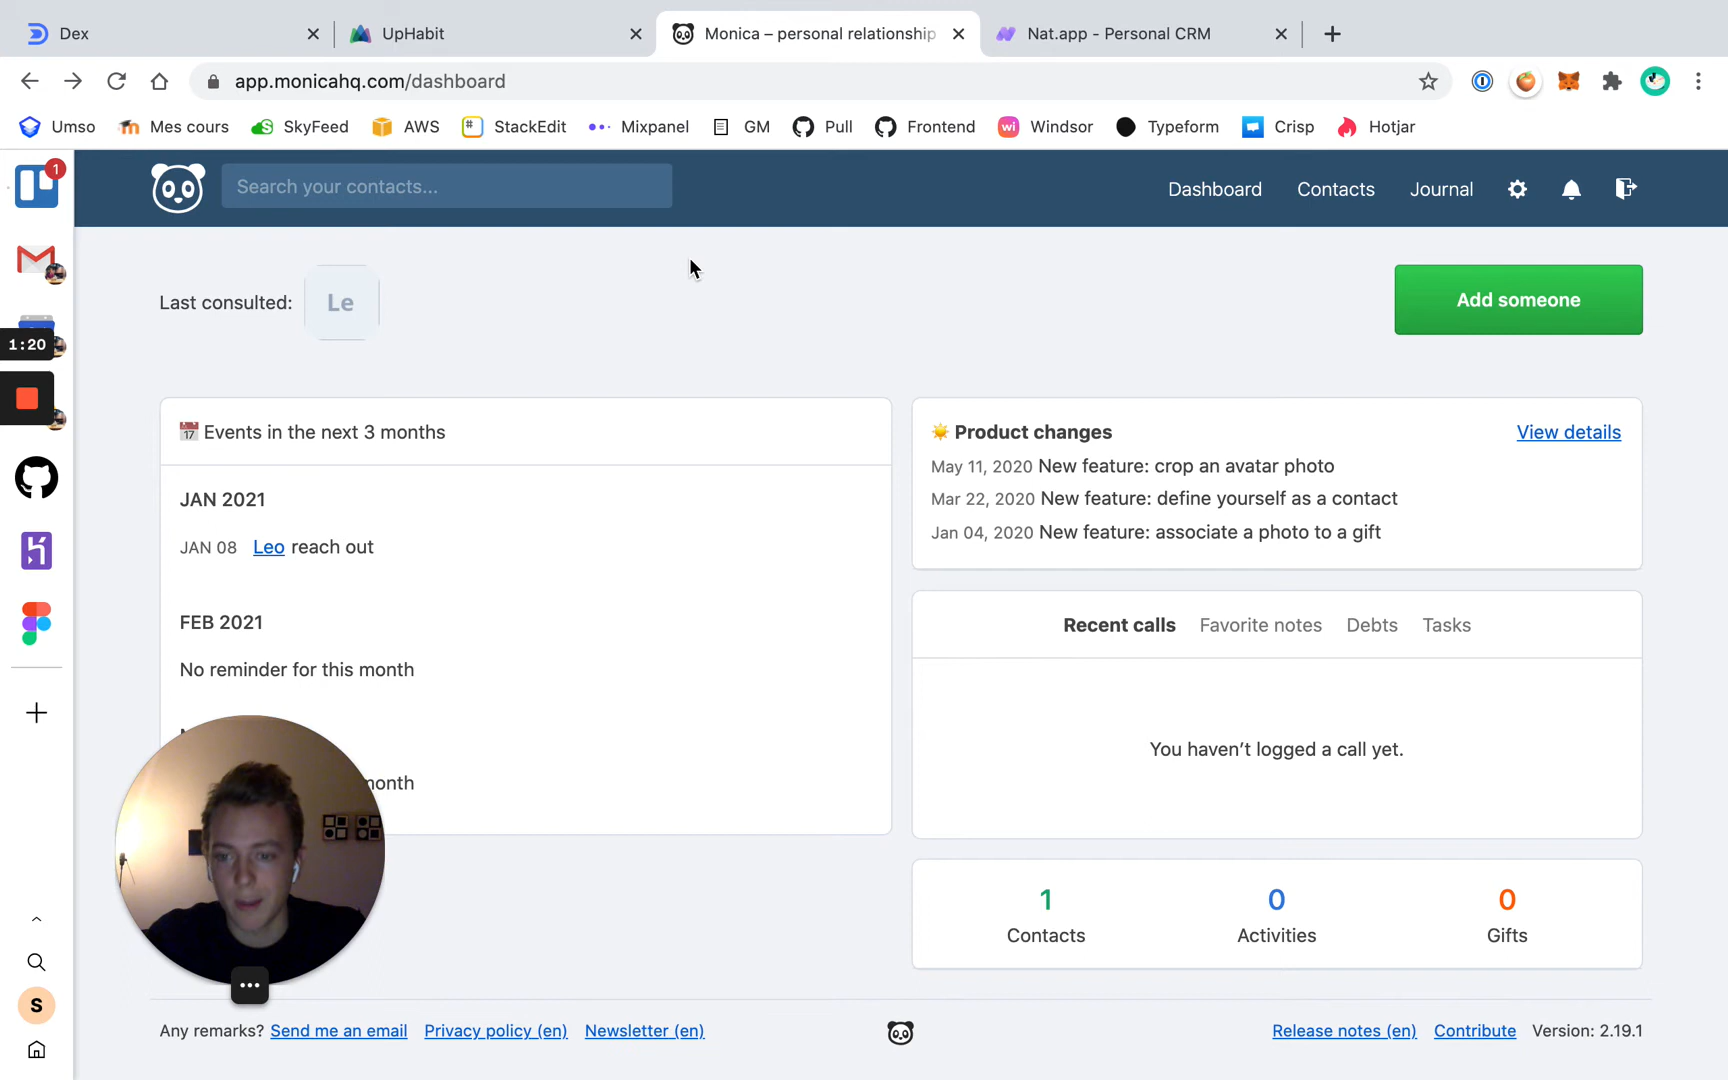 Dex
UpHabit
Monica – personal relationship
Nat.app - Personal CRM
app.monicahq.com/dashboard
Umso
Mes cours
SkyFeed
AWS
StackEdit
Mixpanel
GM
Pull
Frontend
Windsor
Typeform
Crisp
Hotjar
1
Search your contacts...
Dashboard
Contacts
Journal
Last consulted:
Le
Add someone
1:20
17 Events in the next 3 months
JAN 2021
JAN 08 Leo reach out
FEB 2021
No reminder for this month
month
Product changes
View details
May 11, 2020 New feature: crop an avatar photo
Mar 22, 2020 New feature: define yourself as a contact
Jan 04, 2020 New feature: associate a photo to a gift
Recent calls
Favorite notes
Debts
Tasks
You haven’t logged a call yet.
1
Contacts
0
Activities
0
Gifts
S
Any remarks? Send me an email
Privacy policy (en)
Newsletter (en)
Release notes (en)
Contribute
Version: 2.19.1